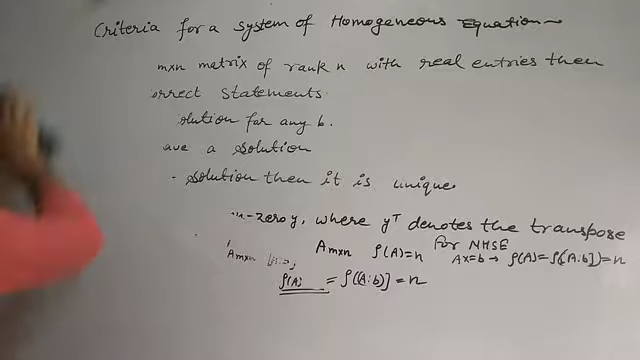 Criteria for a system of Homogeneous Equation
mxn matrix of rank n with real entries then
orrect statements.
olution for any b.
ave a solution
solution then it is unique.
n-zero y, where yᵀ denotes the transpose
Amxn ρ(A)=n For NHSE
Ax=b → ρ(A)=ρ([A:b])=n
Amxn
ρ(A) = ρ([A:b)] = n